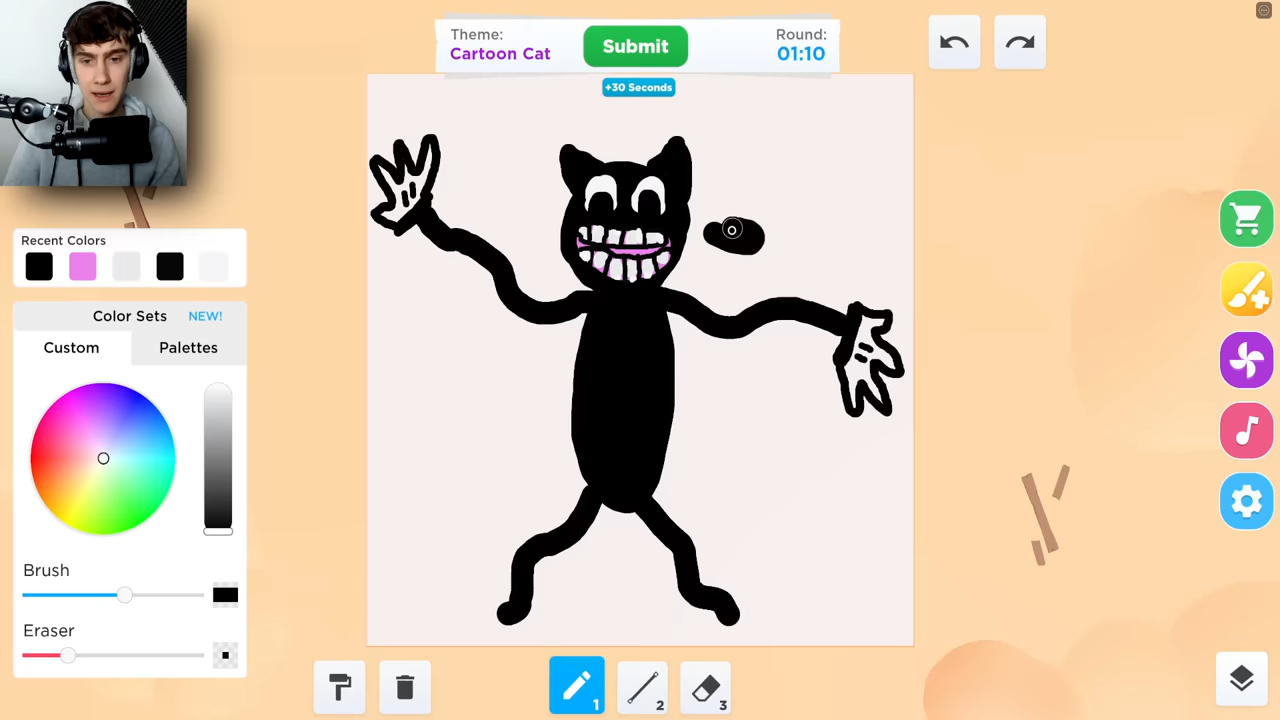 Theme:
Cartoon Cat
Submit
Round:
01:10
+30 Seconds
Recent Colors
Color Sets NEW!
Custom Palettes
Brush
Eraser
1 2 3